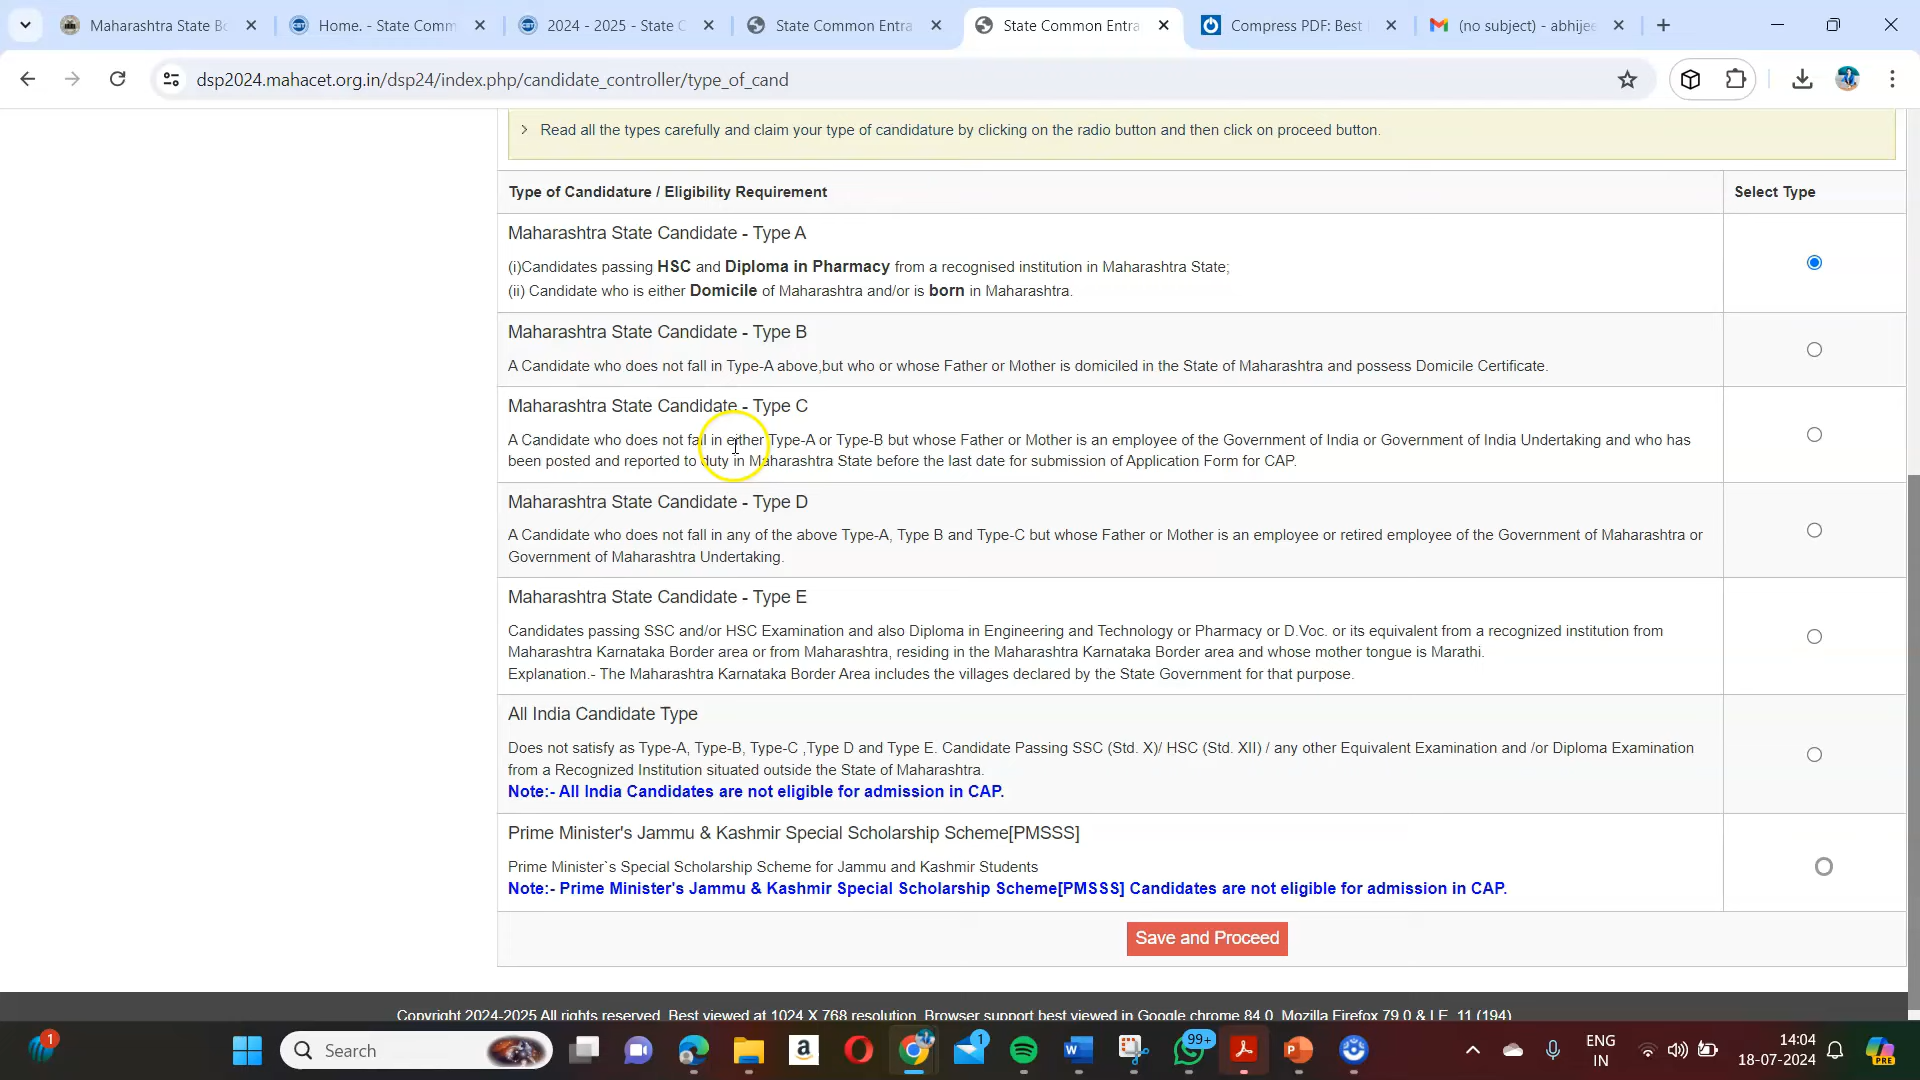 Maharashtra State Bo
Home. - State Comm
2024 - 2025 - State C
State Common Entra
State Common Entra
Compress PDF: Best
(no subject) - abhijee
dsp2024.mahacet.org.in/dsp24/index.php/candidate_controller/type_of_cand
Read all the types carefully and claim your type of candidature by clicking on the radio button and then click on proceed button.
Type of Candidature / Eligibility Requirement
Select Type
Maharashtra State Candidate - Type A
(i)Candidates passing HSC and Diploma in Pharmacy from a recognised institution in Maharashtra State;
(ii) Candidate who is either Domicile of Maharashtra and/or is born in Maharashtra.
Maharashtra State Candidate - Type B
A Candidate who does not fall in Type-A above,but who or whose Father or Mother is domiciled in the State of Maharashtra and possess Domicile Certificate.
Maharashtra State Candidate - Type C
A Candidate who does not fall in either Type-A or Type-B but whose Father or Mother is an employee of the Government of India or Government of India Undertaking and who has
been posted and reported to duty in Maharashtra State before the last date for submission of Application Form for CAP.
Maharashtra State Candidate - Type D
A Candidate who does not fall in any of the above Type-A, Type B and Type-C but whose Father or Mother is an employee or retired employee of the Government of Maharashtra or
Government of Maharashtra Undertaking.
Maharashtra State Candidate - Type E
Candidates passing SSC and/or HSC Examination and also Diploma in Engineering and Technology or Pharmacy or D.Voc. or its equivalent from a recognized institution from
Maharashtra Karnataka Border area or from Maharashtra, residing in the Maharashtra Karnataka Border area and whose mother tongue is Marathi.
Explanation.- The Maharashtra Karnataka Border Area includes the villages declared by the State Government for that purpose.
All India Candidate Type
Does not satisfy as Type-A, Type-B, Type-C ,Type D and Type E. Candidate Passing SSC (Std. X)/ HSC (Std. XII) / any other Equivalent Examination and /or Diploma Examination
from a Recognized Institution situated outside the State of Maharashtra.
Note:- All India Candidates are not eligible for admission in CAP.
Prime Minister's Jammu & Kashmir Special Scholarship Scheme[PMSSS]
Prime Minister`s Special Scholarship Scheme for Jammu and Kashmir Students
Note:- Prime Minister's Jammu & Kashmir Special Scholarship Scheme[PMSSS] Candidates are not eligible for admission in CAP.
Save and Proceed
Copyright 2024-2025 All rights reserved. Best viewed at 1024 X 768 resolution. Browser support best viewed in Google chrome 84.0, Mozilla Firefox 79.0 & I.E. 11 (194)
1
Search
1
99+
ENG
IN
14:04
18-07-2024
PRE